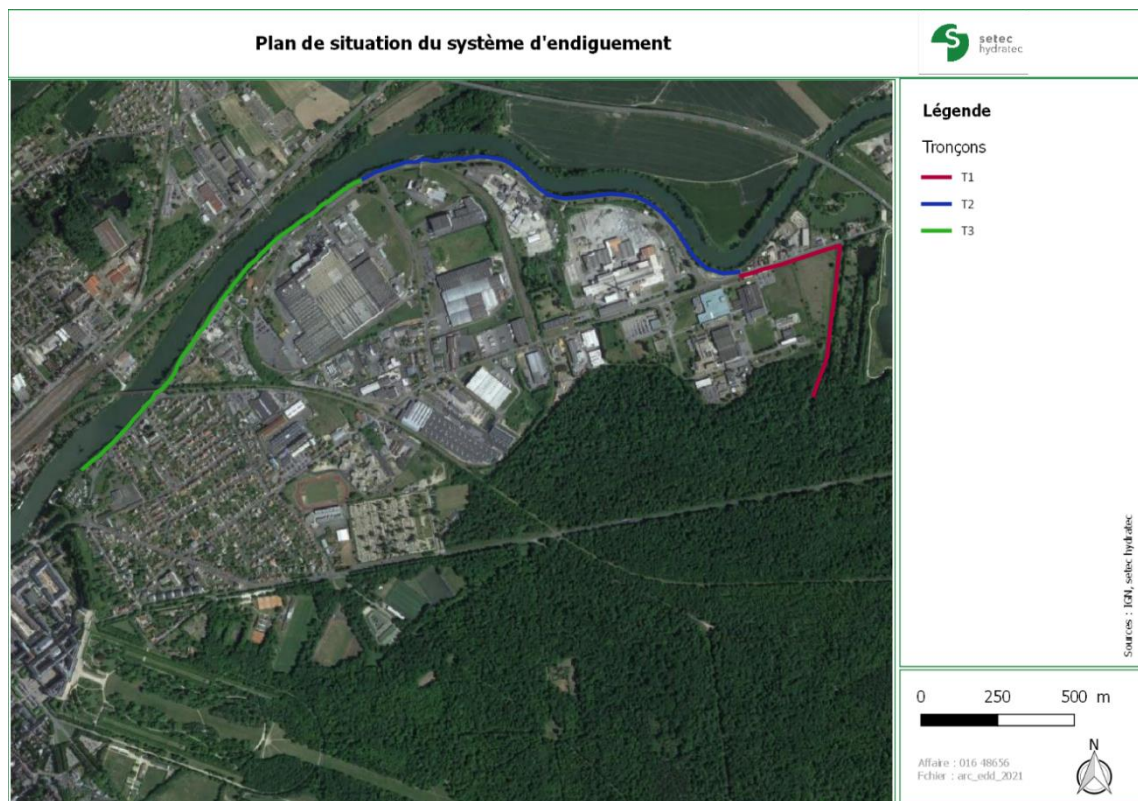 Plan de situation du système d'endiguement
setec
hydratec
Légende
Tronçons
T1
T2
T3
Sources : IGN, setec hydratec
0 250 500 m
Affaire : 016 48656
Fchier : arc_edd_2021
N